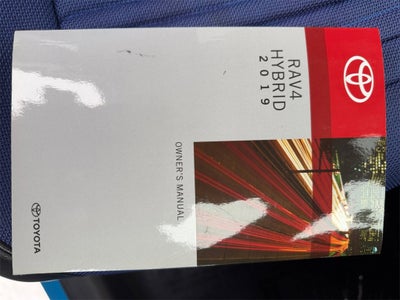 RAV4
HYBRID
2019
OWNER'S MANUAL
TOYOTA